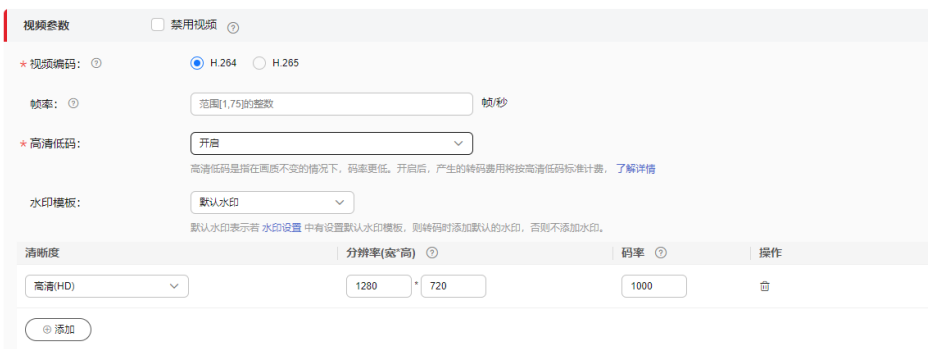 视频参数 禁用视频
* 视频编码： H.264 H.265
帧率： 范围[1,75]的整数 帧/秒
* 高清低码： 开启
高清低码是指在画质不变的情况下，码率更低。开启后，产生的转码费用将按高清低码标准计费， 了解详情
水印模板： 默认水印
默认水印表示若 水印设置 中有设置默认水印模板，则转码时添加默认的水印，否则不添加水印。
清晰度 分辨率(宽*高) 码率 操作
高清(HD) 1280 * 720 1000
添加